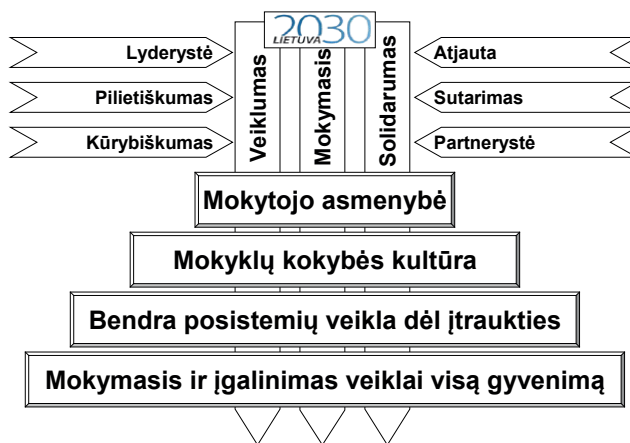 2030
LIETUVA
Lyderystė
Pilietiškumas
Kūrybiškumas
Veiklumas
Mokymasis
Solidarumas
Atjauta
Sutarimas
Partnerystė
Mokytojo asmenybė
Mokyklų kokybės kultūra
Bendra posistemių veikla dėl įtraukties
Mokymasis ir įgalinimas veiklai visą gyvenimą